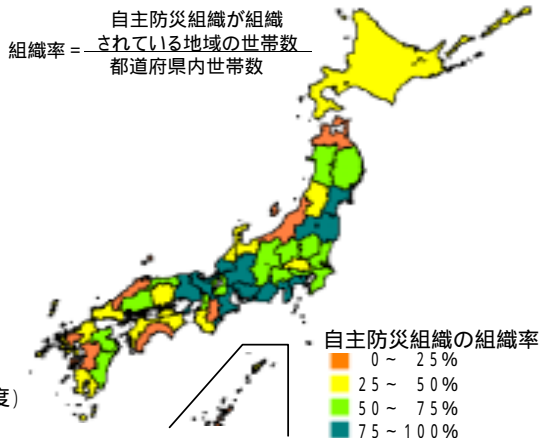 自主防災組織が組織
組織率 = されている地域の世帯数
都道府県内世帯数
自主防災組織の組織率
0 ~ 25%
25 ~ 50%
50 ~ 75%
75 ~ 100%
度)